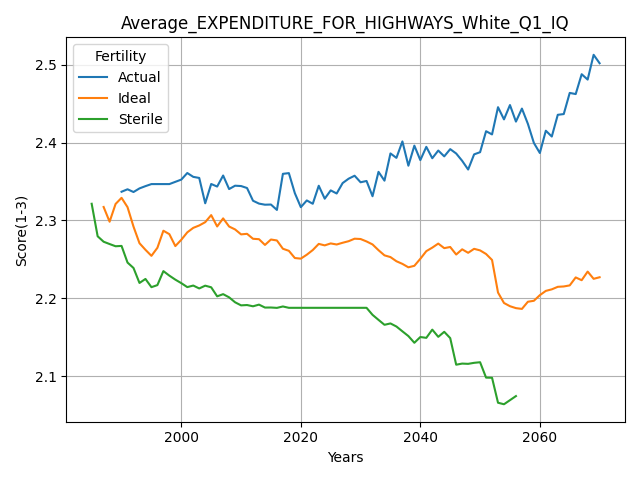 Average_EXPENDITURE_FOR_HIGHWAYS_White_Q1_IQ
Fertility
Actual
Ideal
Sterile
Score(1-3)
2.5
2.4
2.3
2.2
2.1
2000
2020
2040
2060
Years